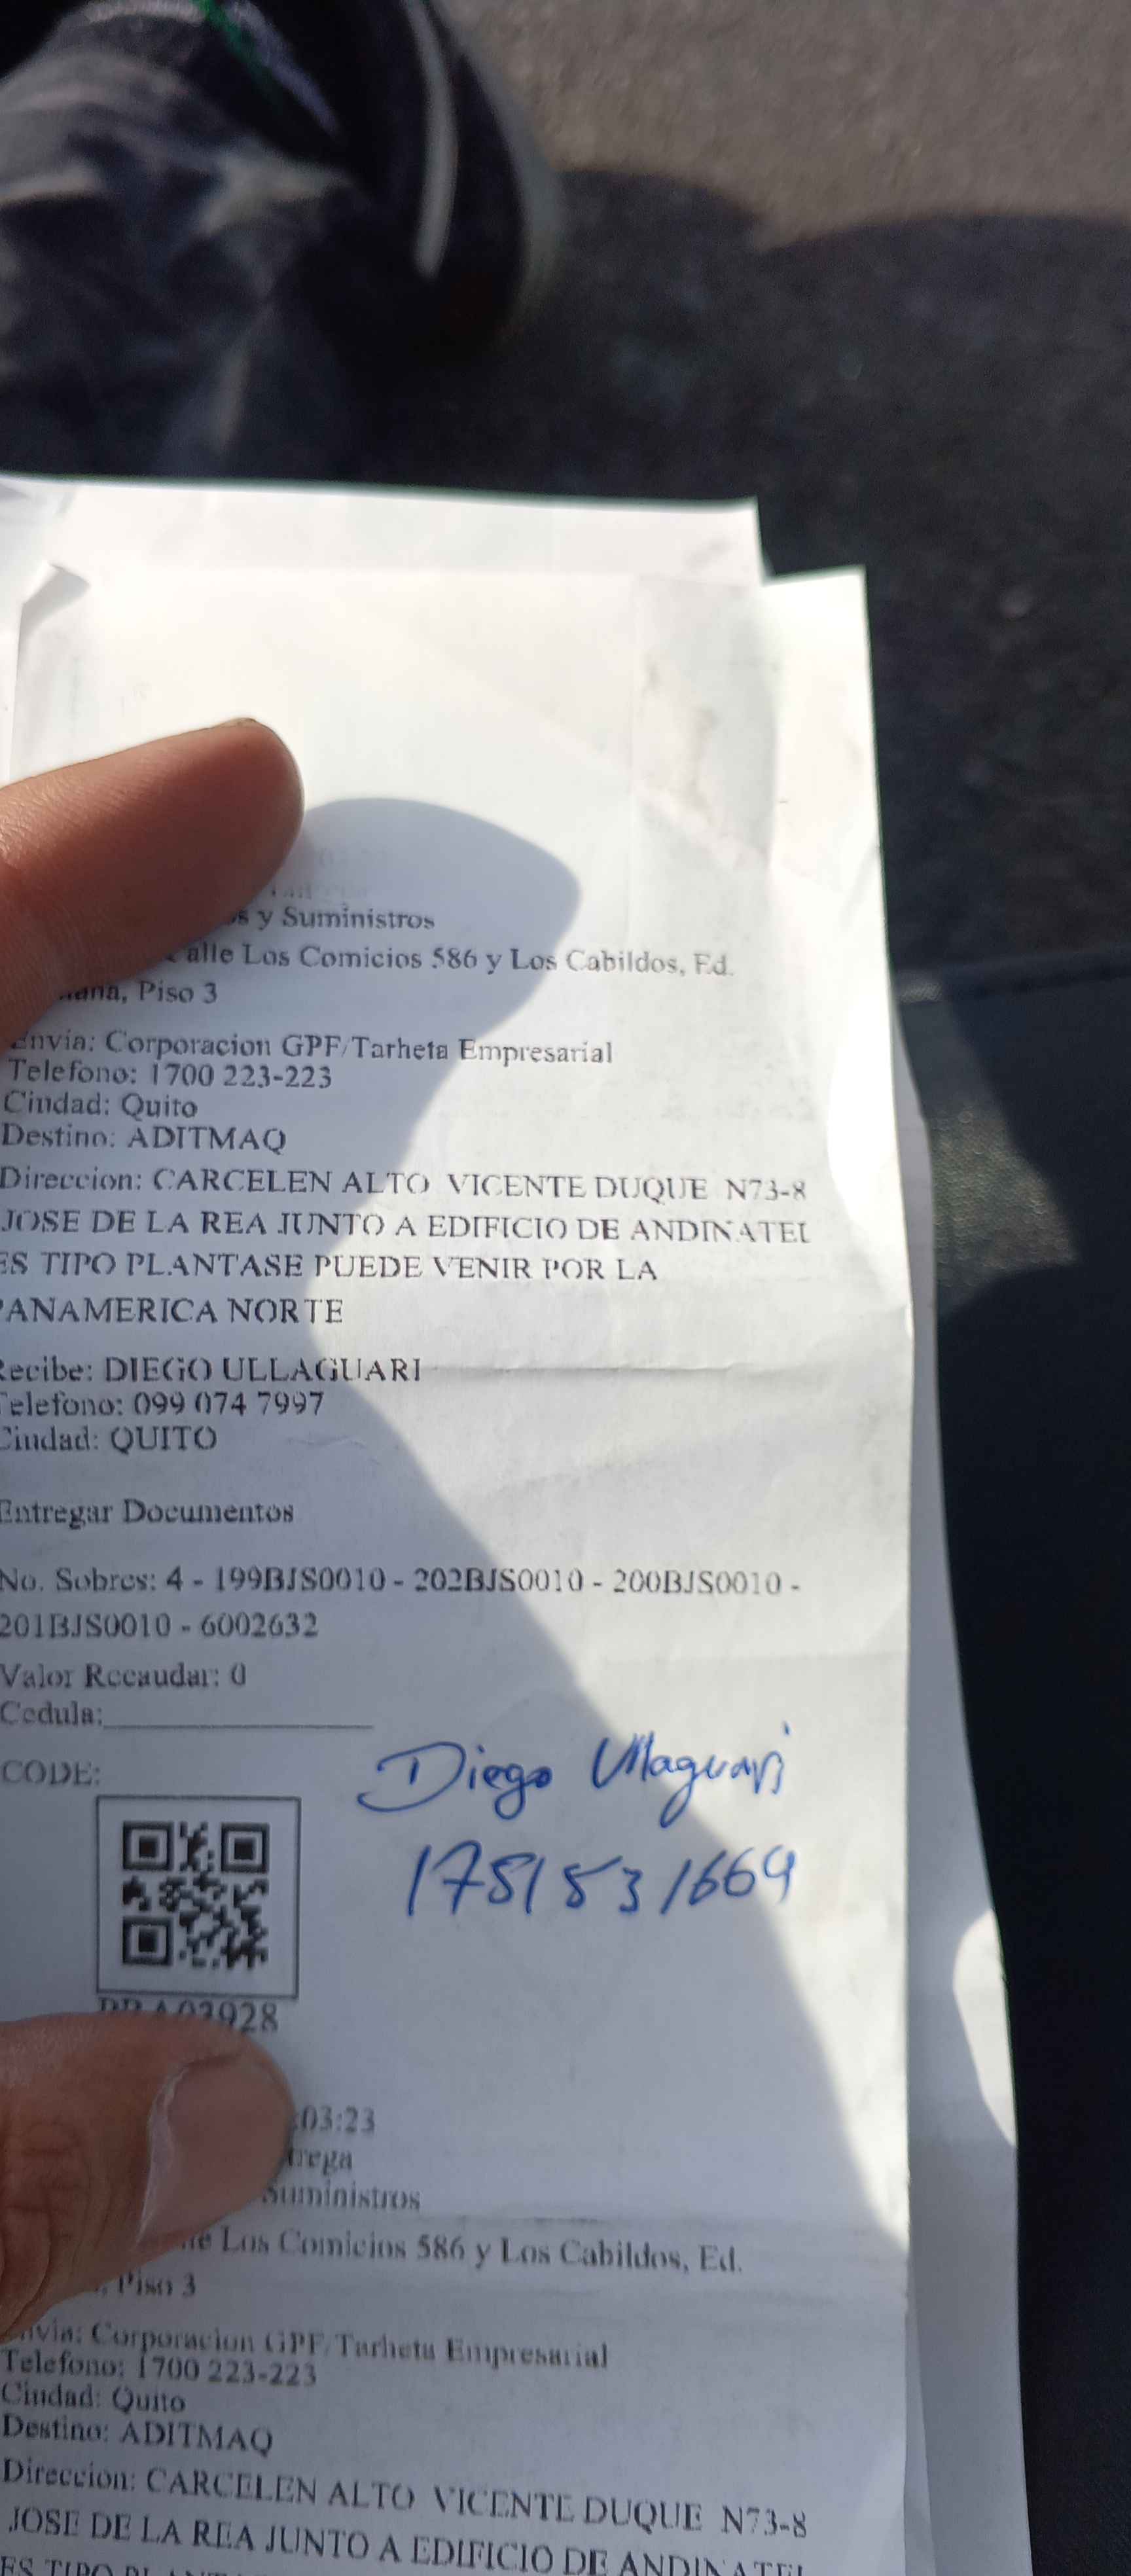 s y Suministros
alle Los Comicios 586 y Los Cabildos, Ed.
ana, Piso 3
Envia: Corporacion GPF/Tarheta Empresarial
Telefono: 1700 223-223
Ciudad: Quito
Destino: ADITMAQ
Direccion: CARCELEN ALTO VICENTE DUQUE N73-8
JOSE DE LA REA JUNTO A EDIFICIO DE ANDINATEL
ES TIPO PLANTASE PUEDE VENIR POR LA
PANAMERICA NORTE
Recibe: DIEGO ULLAGUARI
Telefono: 099 074 7997
Ciudad: QUITO
Entregar Documentos
No. Sobres: 4 - 199BJS0010 - 202BJS0010 - 200BJS0010 -
201BJS0010 - 6002632
Valor Recaudar: 0
Cedula:
CODE:
Diego Ullaguari
1751531669
A03928
:03:23
trega
Suministros
le Los Comicios 586 y Los Cabildos, Ed.
, Piso 3
Envia: Corporacion GPF/Tarheta Empresarial
Telefono: 1700 223-223
Ciudad: Quito
Destino: ADITMAQ
Direccion: CARCELEN ALTO VICENTE DUQUE N73-8
JOSE DE LA REA JUNTO A EDIFICIO DE ANDINATEL